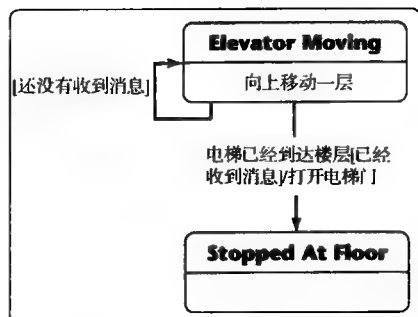 Elevator Moving
向上移动一层
[还没有收到消息]
电梯已经到达楼层[已经
收到消息]/打开电梯门
Stopped At Floor